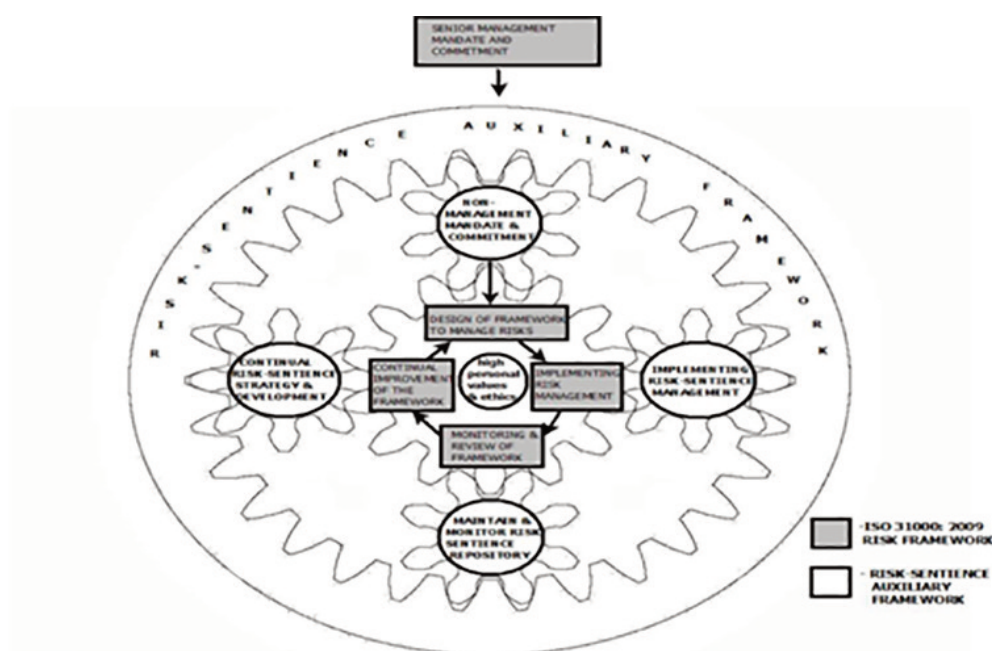 SENIOR MANAGEMENT
MANDATE AND
COMMITMENT
RISK-SENTIENCE AUXILIARY FRAMEWORK
NON-
MANAGEMENT
MANDATE &
COMMITMENT
DESIGN OF FRAMEWORK
TO MANAGE RISKS
CONTINUAL
RISK-SENTIENCE
STRATEGY &
DEVELOPMENT
CONTINUAL
IMPROVEMENT
OF THE
FRAMEWORK
high
personal
values
& ethics
IMPLEMENTING
RISK
MANAGEMENT
IMPLEMENTING
RISK-SENTIENCE
MANAGEMENT
MONITORING &
REVIEW OF
FRAMEWORK
MAINTAIN &
MONITOR RISK
SENTIENCE
REPOSITORY
-ISO 31000: 2009
RISK FRAMEWORK
- RISK-SENTIENCE
AUXILIARY
FRAMEWORK